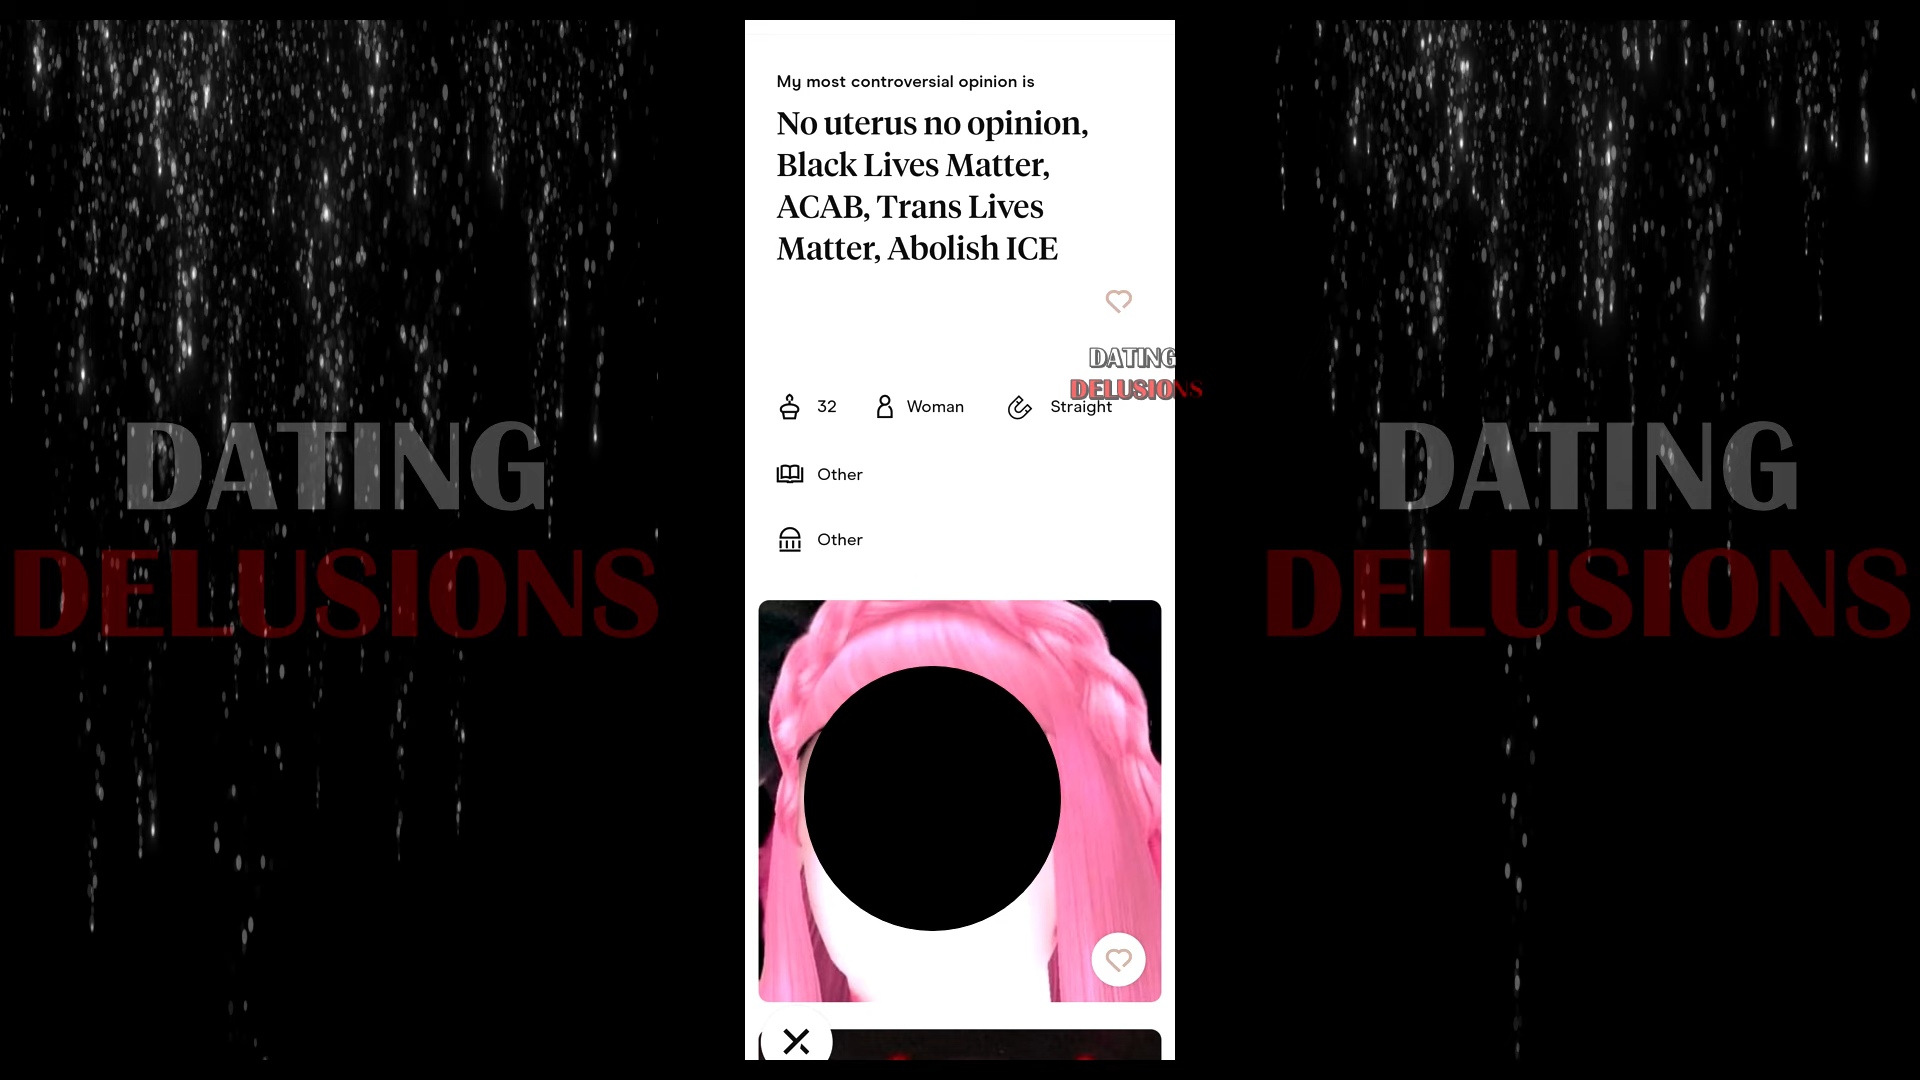 My most controversial opinion is
No uterus no opinion,
Black Lives Matter,
ACAB, Trans Lives
Matter, Abolish ICE
DATING
DELUSIONS
32
Woman
Straight
Other
Other
DATING
DELUSIONS
DATING
DELUSIONS